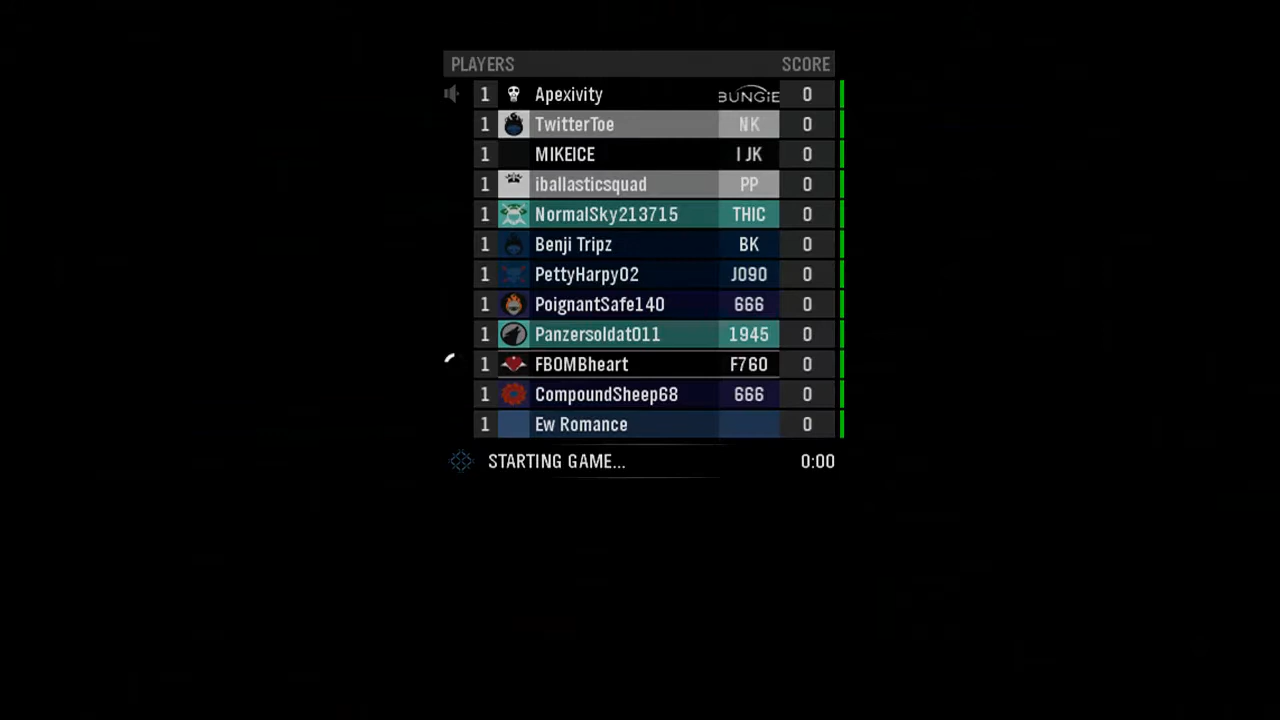 PLAYERS SCORE
1 Apexivity BUNGIE 0
1 TwitterToe NK 0
1 MIKEICE I JK 0
1 iballasticsquad PP 0
1 NormalSky213715 THIC 0
1 Benji Tripz BK 0
1 PettyHarpy02 J090 0
1 PoignantSafe140 666 0
1 Panzersoldat011 1945 0
1 FBOMBheart F760 0
1 CompoundSheep68 666 0
1 Ew Romance 0
STARTING GAME... 0:00